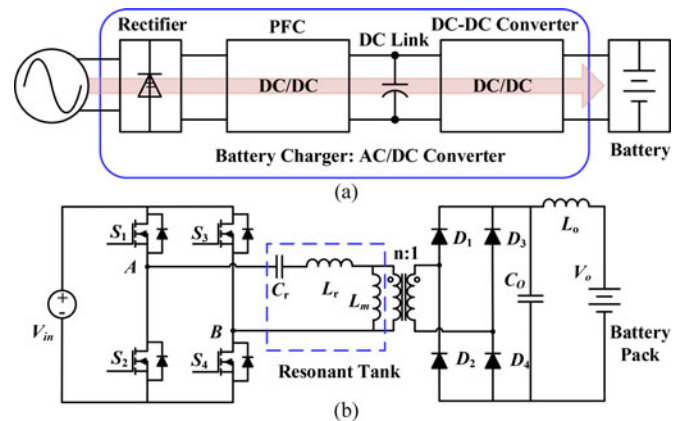 Rectifier
PFC
DC Link
DC-DC Converter
DC/DC
DC/DC
Battery Charger: AC/DC Converter
Battery
(a)
S1
S3
A
Cr
Lr
Lm
n:1
D1
D3
Lo
CO
Vo
Vin
B
S2
S4
Resonant Tank
D2
D4
Battery
Pack
(b)